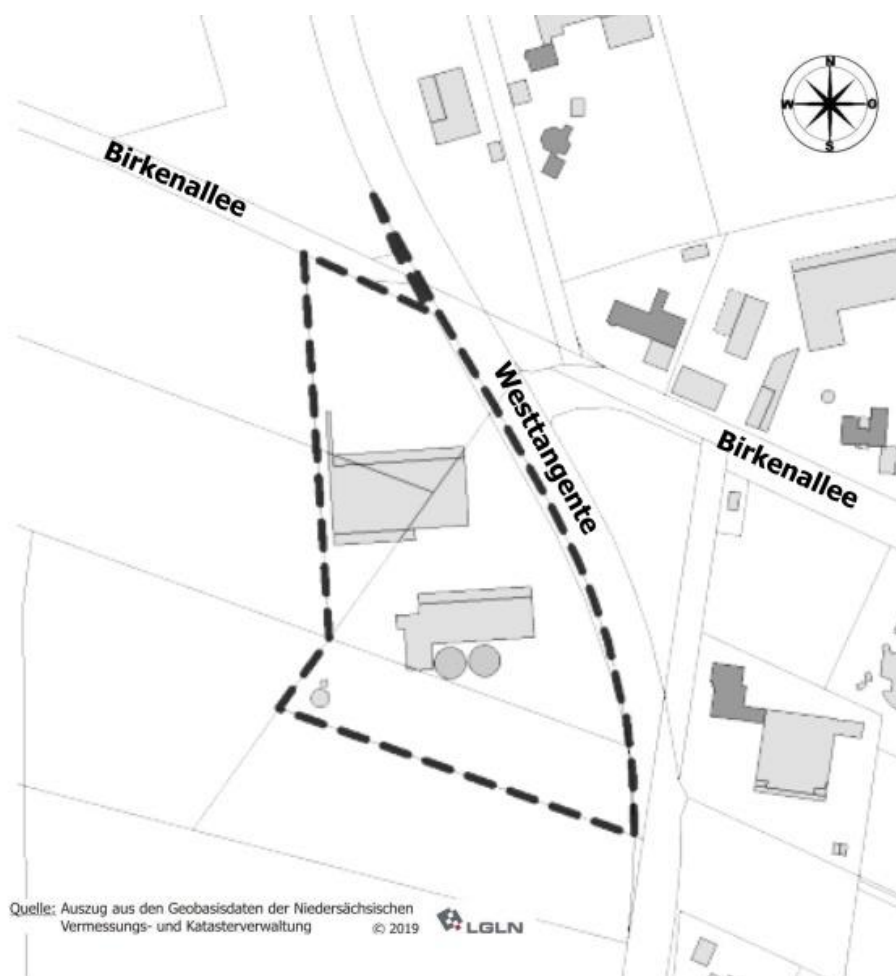 N
W
O
S
Birkenallee
Westtangente
Birkenallee
Quelle: Auszug aus den Geobasisdaten der Niedersächsischen
Vermessungs- und Katasterverwaltung
© 2019
LGLN